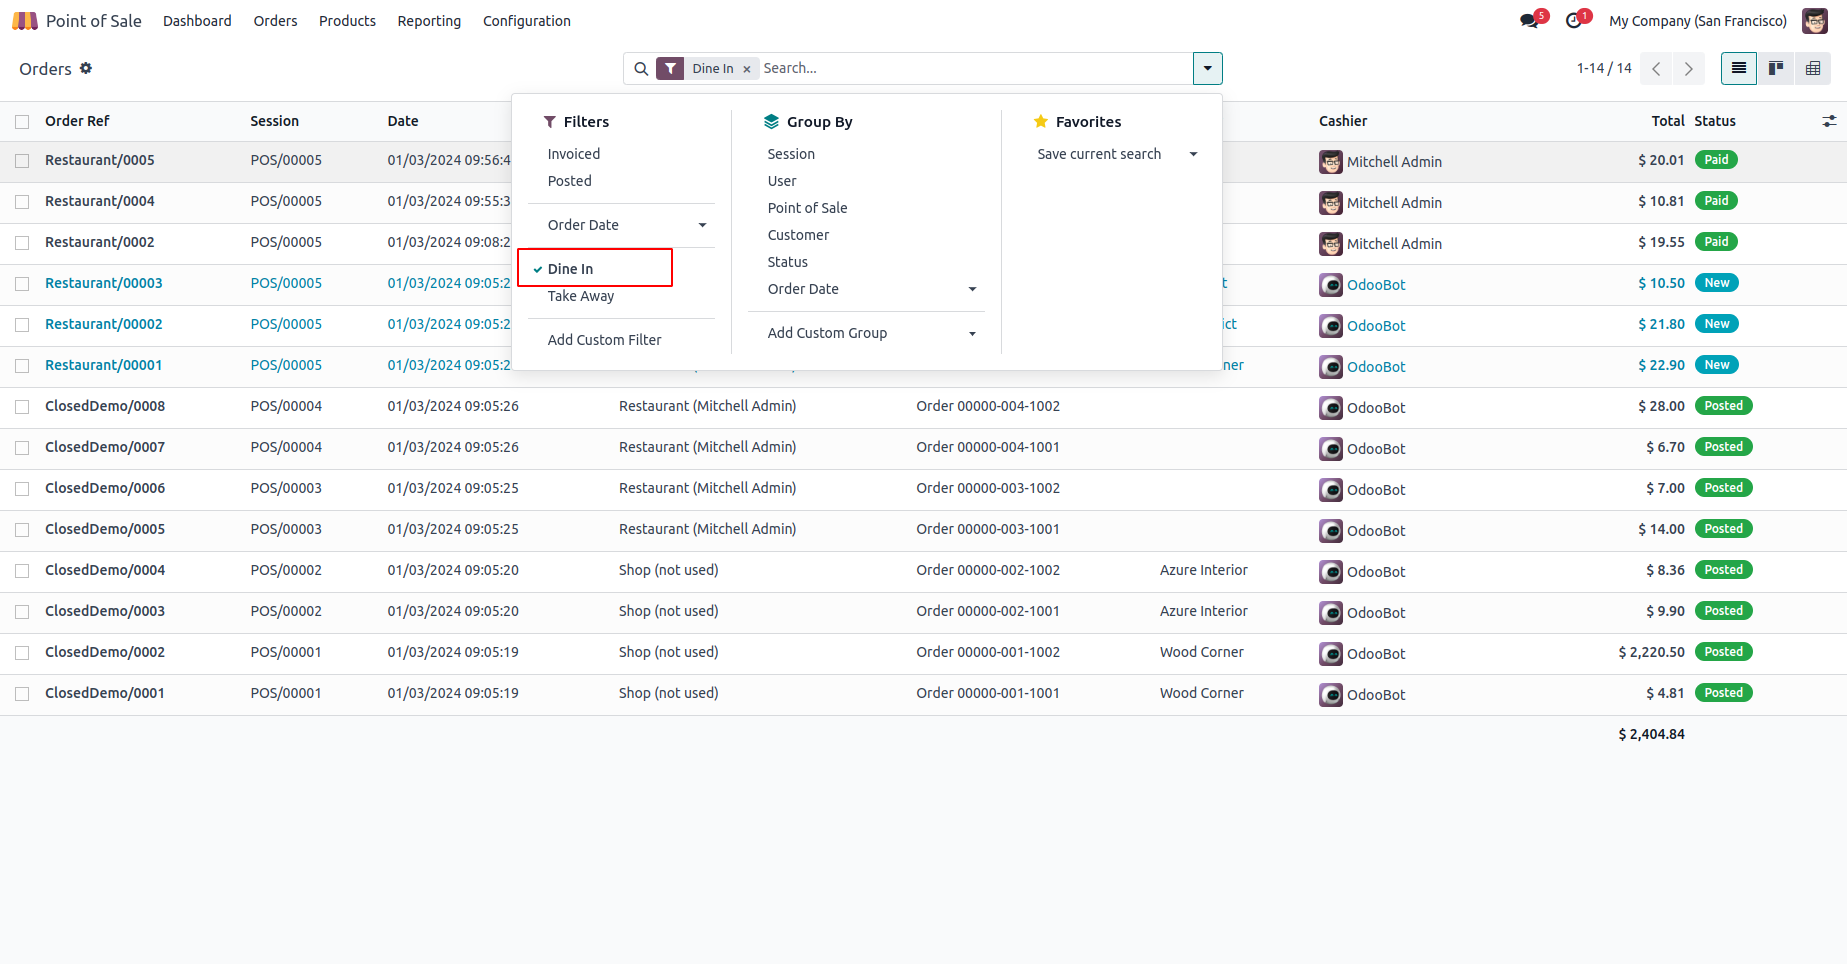 Point of Sale Dashboard Orders Products Reporting Configuration 5 1 My Company (San Francisco)
Orders Dine In × Search... 1-14 / 14
Order Ref Session Date Cashier Total Status
Filters Group By Favorites
Invoiced Session Save current search
Posted User
Order Date Point of Sale
Customer
Dine In Status
Take Away Order Date
Add Custom Filter Add Custom Group
Restaurant/0005 POS/00005 01/03/2024 09:56:4 Mitchell Admin $ 20.01 Paid
Restaurant/0004 POS/00005 01/03/2024 09:55:3 Mitchell Admin $ 10.81 Paid
Restaurant/0002 POS/00005 01/03/2024 09:08:2 Mitchell Admin $ 19.55 Paid
Restaurant/00003 POS/00005 01/03/2024 09:05:2 t OdooBot $ 10.50 New
Restaurant/00002 POS/00005 01/03/2024 09:05:2 ict OdooBot $ 21.80 New
Restaurant/00001 POS/00005 01/03/2024 09:05:2 ner OdooBot $ 22.90 New
ClosedDemo/0008 POS/00004 01/03/2024 09:05:26 Restaurant (Mitchell Admin) Order 00000-004-1002 OdooBot $ 28.00 Posted
ClosedDemo/0007 POS/00004 01/03/2024 09:05:26 Restaurant (Mitchell Admin) Order 00000-004-1001 OdooBot $ 6.70 Posted
ClosedDemo/0006 POS/00003 01/03/2024 09:05:25 Restaurant (Mitchell Admin) Order 00000-003-1002 OdooBot $ 7.00 Posted
ClosedDemo/0005 POS/00003 01/03/2024 09:05:25 Restaurant (Mitchell Admin) Order 00000-003-1001 OdooBot $ 14.00 Posted
ClosedDemo/0004 POS/00002 01/03/2024 09:05:20 Shop (not used) Order 00000-002-1002 Azure Interior OdooBot $ 8.36 Posted
ClosedDemo/0003 POS/00002 01/03/2024 09:05:20 Shop (not used) Order 00000-002-1001 Azure Interior OdooBot $ 9.90 Posted
ClosedDemo/0002 POS/00001 01/03/2024 09:05:19 Shop (not used) Order 00000-001-1002 Wood Corner OdooBot $ 2,220.50 Posted
ClosedDemo/0001 POS/00001 01/03/2024 09:05:19 Shop (not used) Order 00000-001-1001 Wood Corner OdooBot $ 4.81 Posted
$ 2,404.84